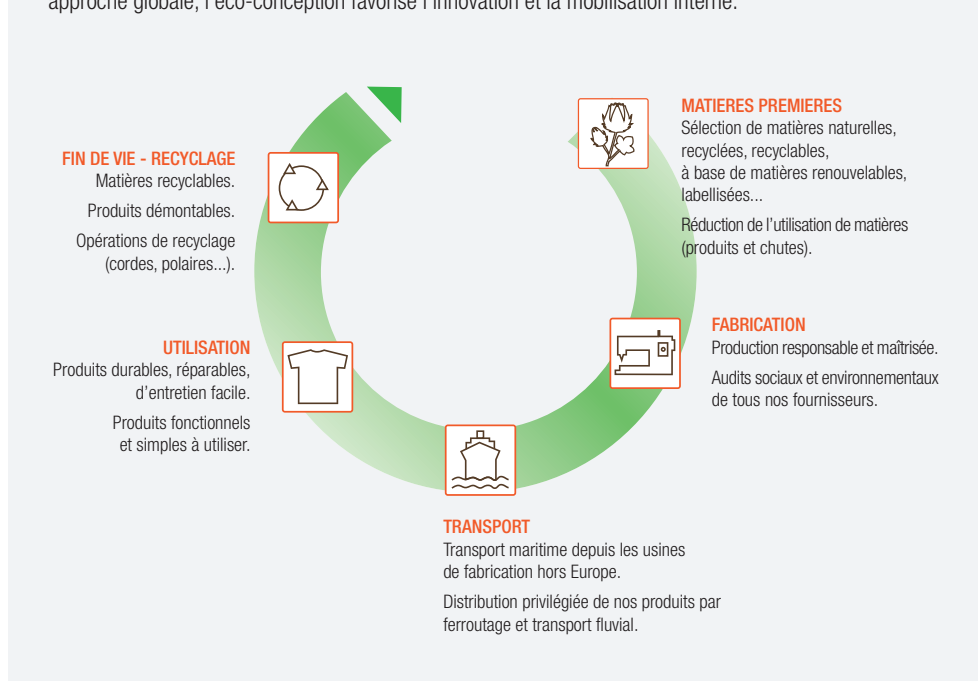 approche globale, l'éco-conception favorise l'innovation et la mobilisation interne.
MATIERES PREMIERES
Sélection de matières naturelles,
recyclées, recyclables,
à base de matières renouvelables,
labellisées...
Réduction de l'utilisation de matières
(produits et chutes).
FABRICATION
Production responsable et maîtrisée.
Audits sociaux et environnementaux
de tous nos fournisseurs.
TRANSPORT
Transport maritime depuis les usines
de fabrication hors Europe.
Distribution privilégiée de nos produits par
ferroutage et transport fluvial.
UTILISATION
Produits durables, réparables,
d'entretien facile.
Produits fonctionnels
et simples à utiliser.
FIN DE VIE - RECYCLAGE
Matières recyclables.
Produits démontables.
Opérations de recyclage
(cordes, polaires...).